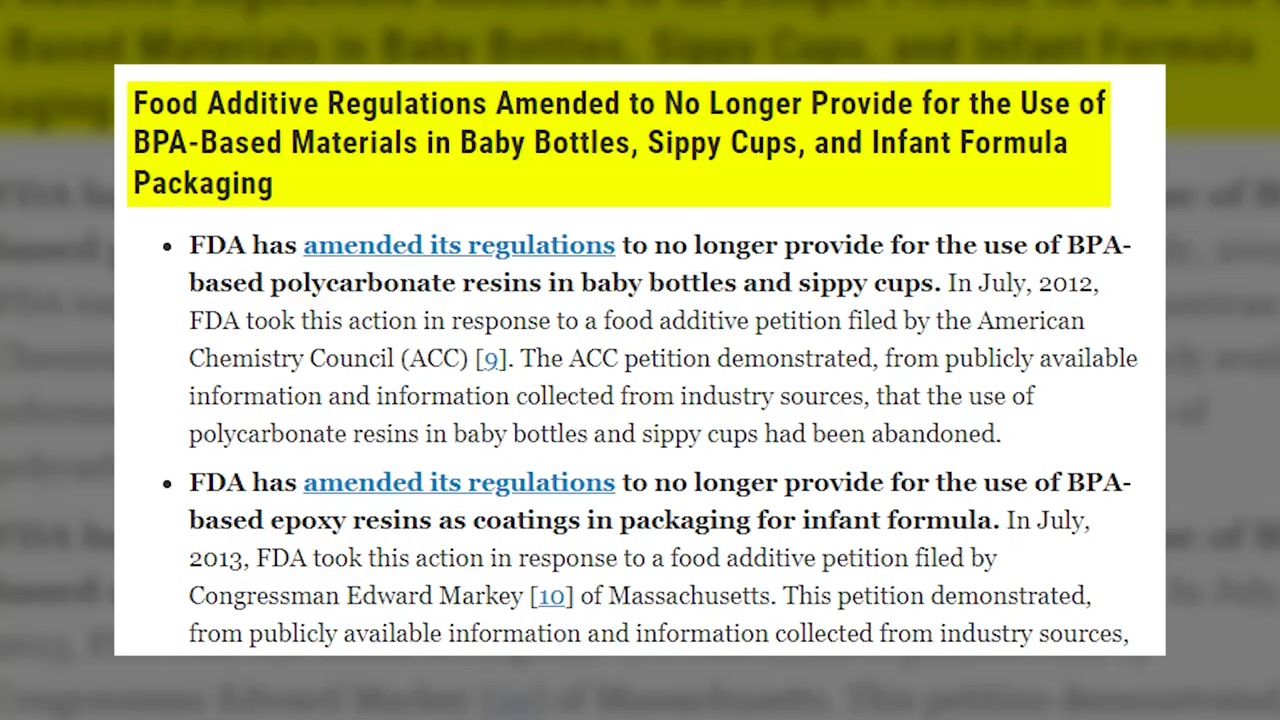 Food Additive Regulations Amended to No Longer Provide for the Use of
BPA-Based Materials in Baby Bottles, Sippy Cups, and Infant Formula
Packaging
• FDA has amended its regulations to no longer provide for the use of BPA-
based polycarbonate resins in baby bottles and sippy cups. In July, 2012,
FDA took this action in response to a food additive petition filed by the American
Chemistry Council (ACC) [9]. The ACC petition demonstrated, from publicly available
information and information collected from industry sources, that the use of
polycarbonate resins in baby bottles and sippy cups had been abandoned.
• FDA has amended its regulations to no longer provide for the use of BPA-
based epoxy resins as coatings in packaging for infant formula. In July,
2013, FDA took this action in response to a food additive petition filed by
Congressman Edward Markey [10] of Massachusetts. This petition demonstrated,
from publicly available information and information collected from industry sources,